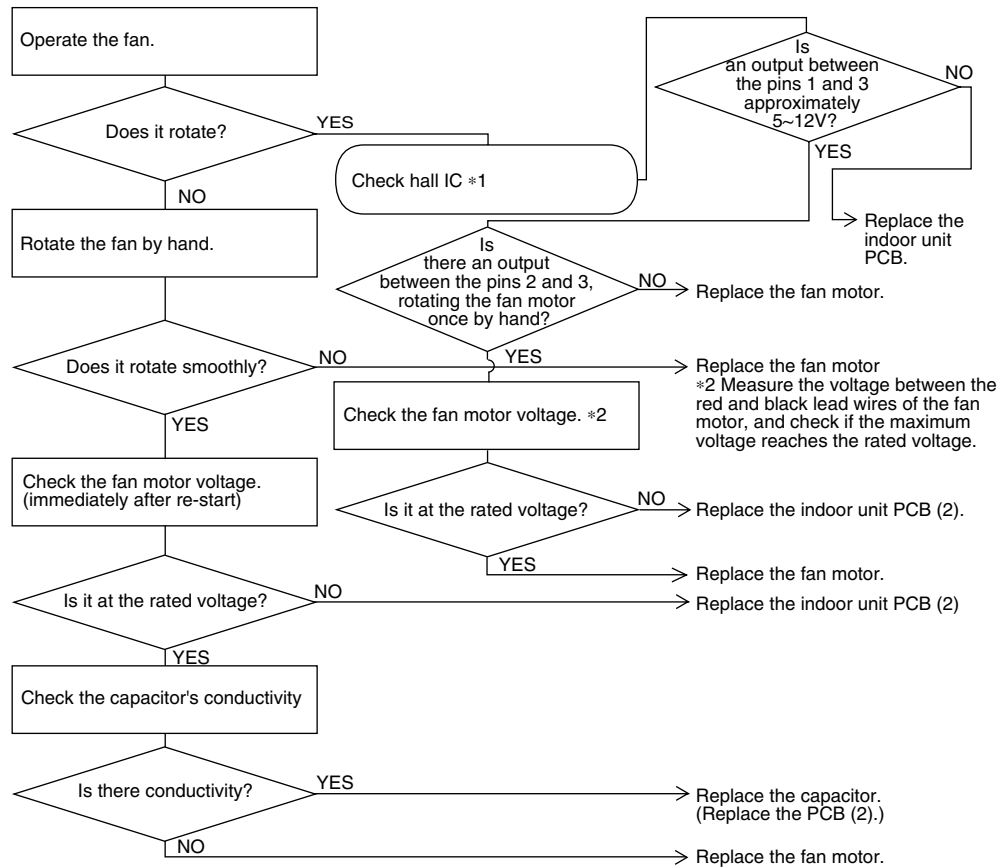 Operate the fan.
Does it rotate?
YES
NO
Check hall IC *1
Is
an output between
the pins 1 and 3
approximately
5~12V?
NO
YES
Replace the
indoor unit
PCB.
Rotate the fan by hand.
Is
there an output
between the pins 2 and 3,
rotating the fan motor
once by hand?
NO
Replace the fan motor.
YES
Does it rotate smoothly?
NO
Replace the fan motor
*2 Measure the voltage between the
red and black lead wires of the fan
motor, and check if the maximum
voltage reaches the rated voltage.
YES
Check the fan motor voltage. *2
Check the fan motor voltage.
(immediately after re-start)
Is it at the rated voltage?
NO
Replace the indoor unit PCB (2).
YES
Replace the fan motor.
Is it at the rated voltage?
NO
Replace the indoor unit PCB (2)
YES
Check the capacitor's conductivity
Is there conductivity?
YES
Replace the capacitor.
(Replace the PCB (2).)
NO
Replace the fan motor.